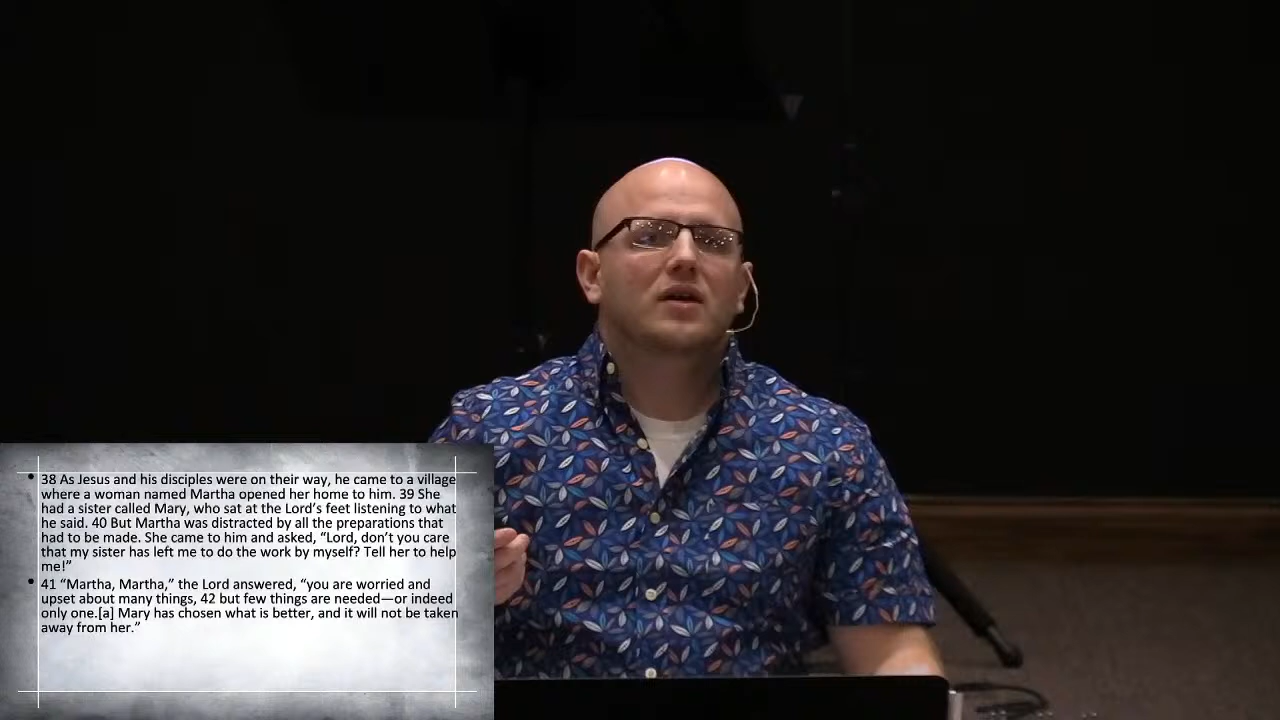 • 38 As Jesus and his disciples were on their way, he came to a village
where a woman named Martha opened her home to him. 39 She
had a sister called Mary, who sat at the Lord’s feet listening to what
he said. 40 But Martha was distracted by all the preparations that
had to be made. She came to him and asked, “Lord, don’t you care
that my sister has left me to do the work by myself? Tell her to help
me!”
• 41 “Martha, Martha,” the Lord answered, “you are worried and
upset about many things, 42 but few things are needed—or indeed
only one.[a] Mary has chosen what is better, and it will not be taken
away from her.”